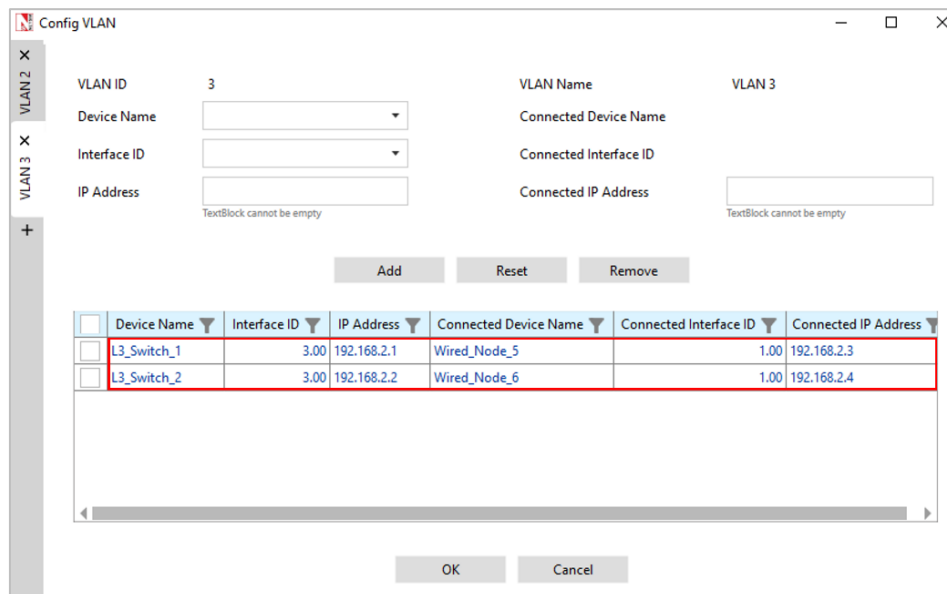 Config VLAN
VLAN 2
VLAN 3
VLAN ID 3 VLAN Name VLAN 3
Device Name Connected Device Name
Interface ID Connected Interface ID
IP Address Connected IP Address
TextBlock cannot be empty TextBlock cannot be empty
Add Reset Remove
Device Name Interface ID IP Address Connected Device Name Connected Interface ID Connected IP Address
L3_Switch_1 3.00 192.168.2.1 Wired_Node_5 1.00 192.168.2.3
L3_Switch_2 3.00 192.168.2.2 Wired_Node_6 1.00 192.168.2.4
OK Cancel